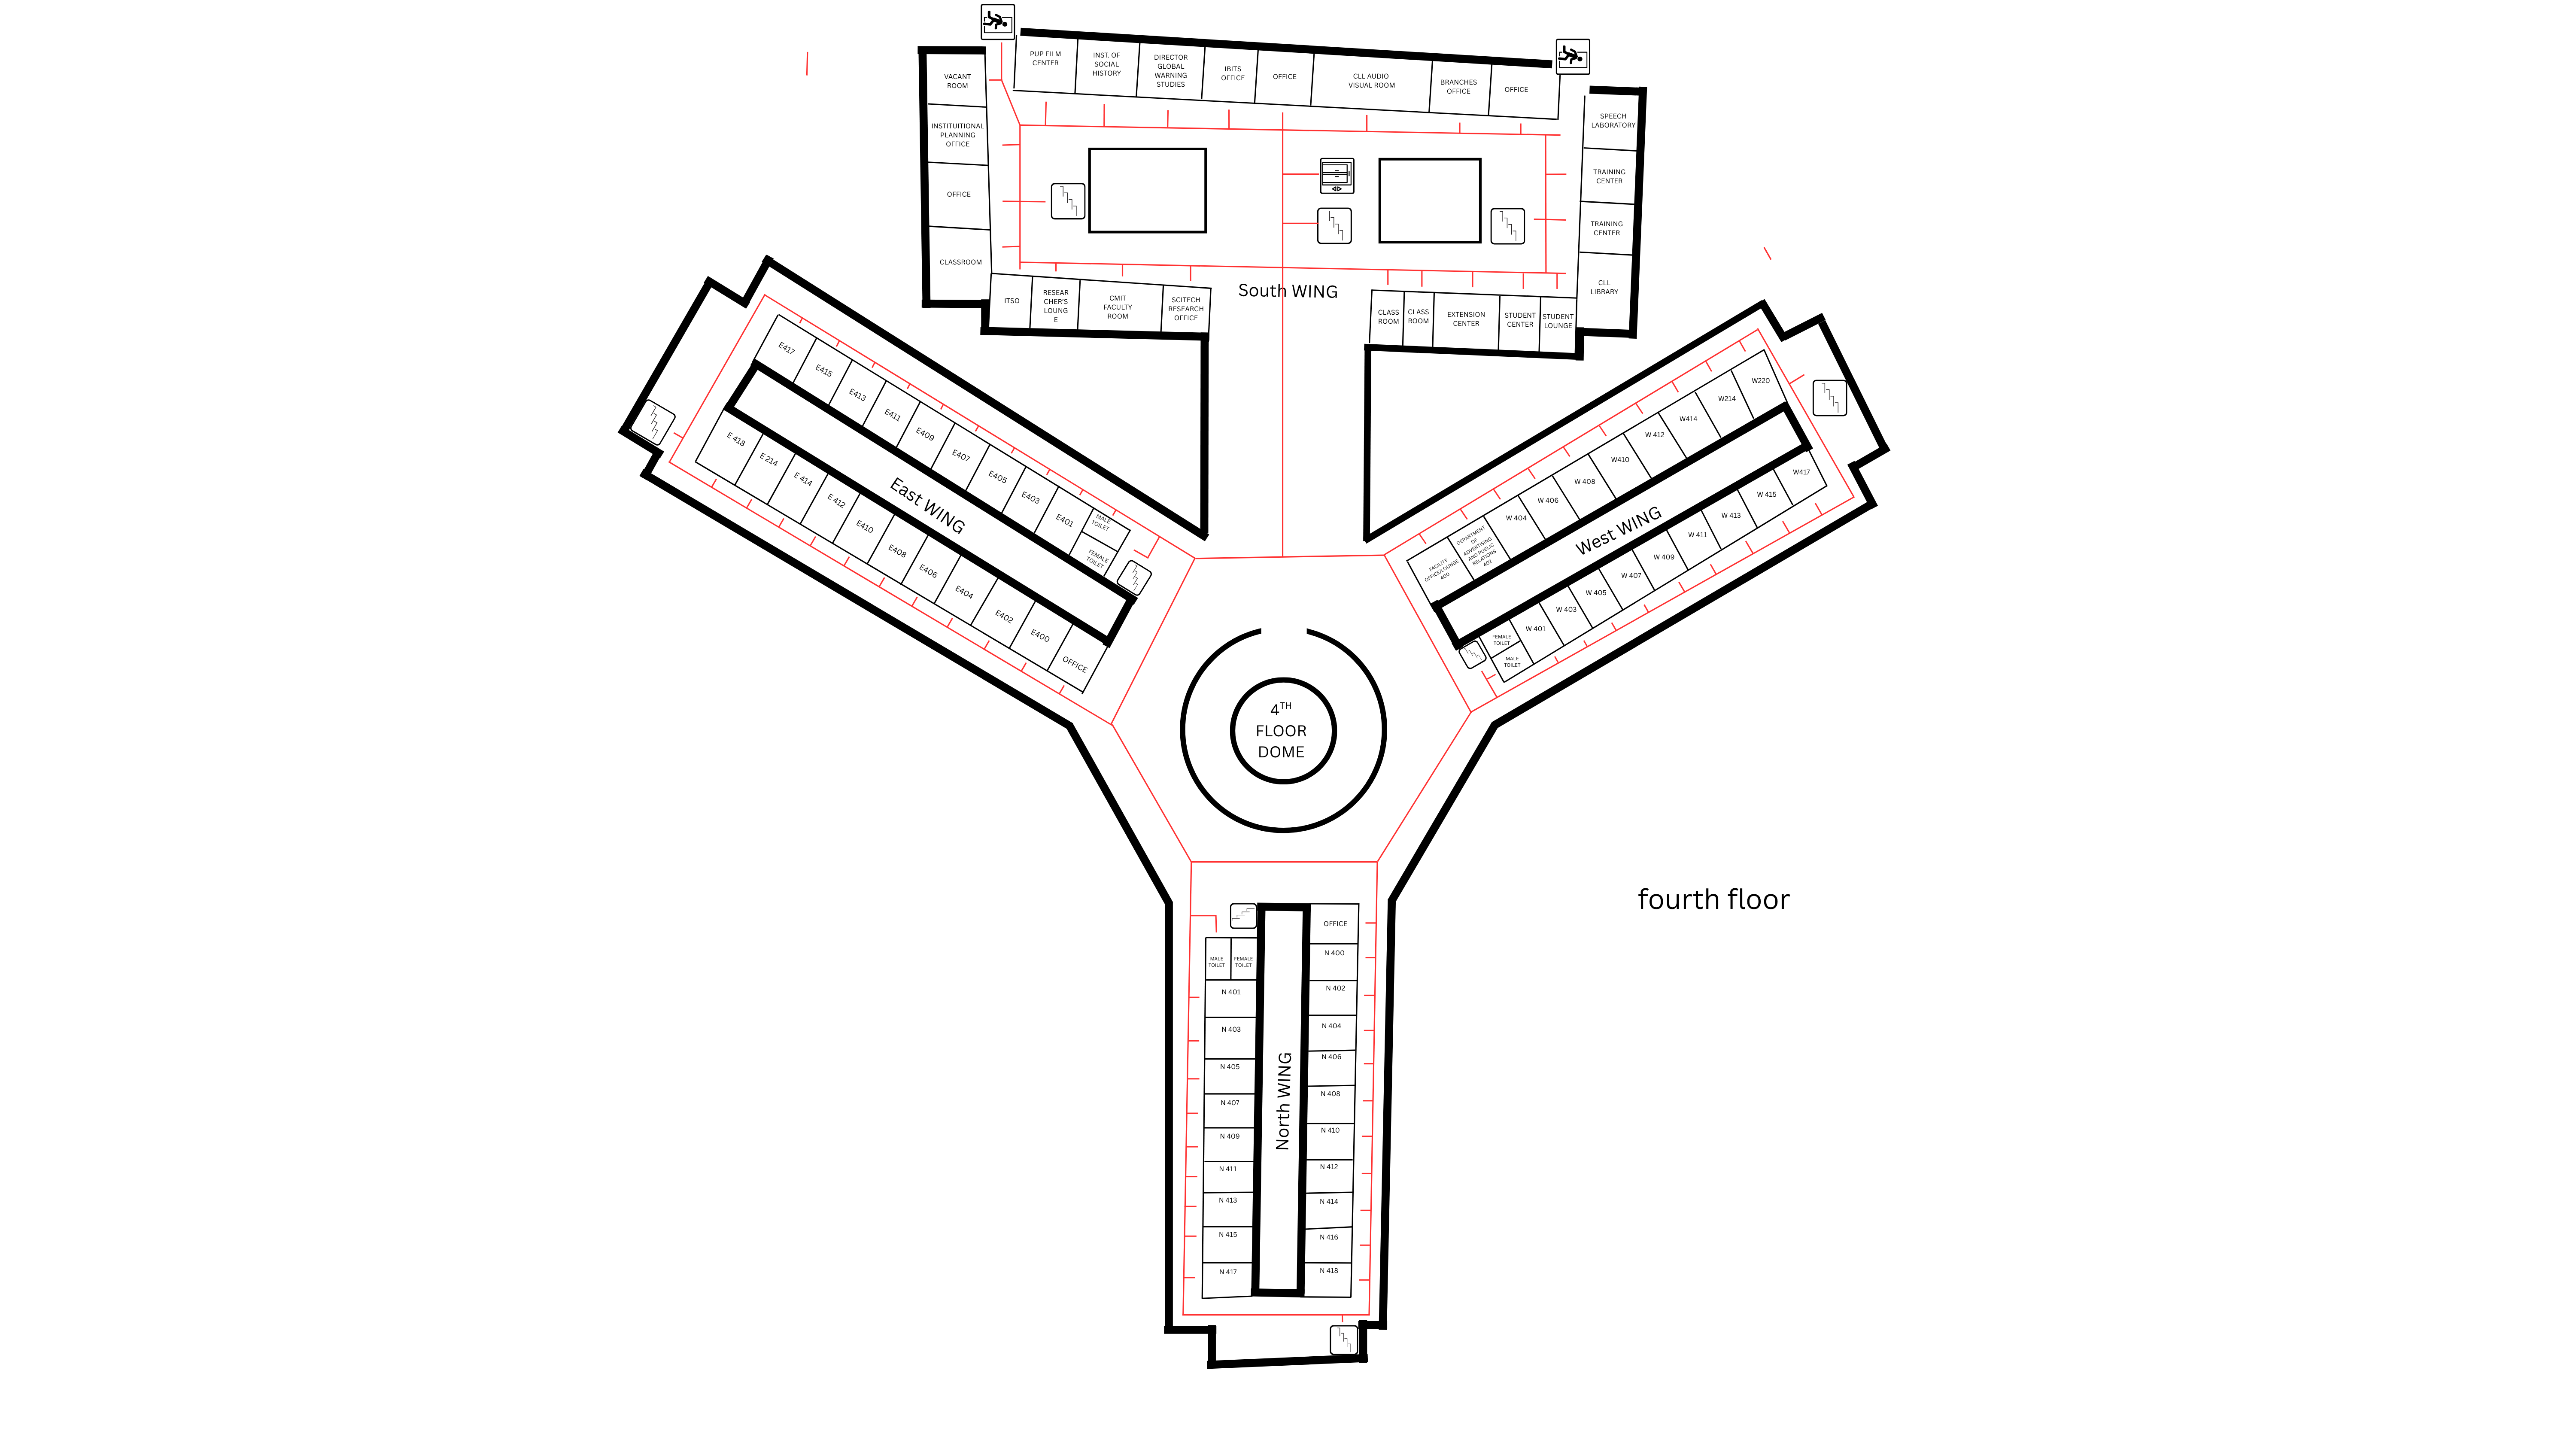 PUP FILM
CENTER
INST. OF
SOCIAL
HISTORY
DIRECTOR
GLOBAL
WARNING
STUDIES
IBITS
OFFICE
OFFICE
CLL AUDIO
VISUAL ROOM
BRANCHES
OFFICE
OFFICE
VACANT
ROOM
INSTITUITIONAL
PLANNING
OFFICE
OFFICE
CLASSROOM
SPEECH
LABORATORY
TRAINING
CENTER
TRAINING
CENTER
CLL
LIBRARY
ITSO
RESEAR
CHER'S
LOUNG
E
CMIT
FACULTY
ROOM
SCITECH
RESEARCH
OFFICE
South WING
CLASS
ROOM
CLASS
ROOM
EXTENSION
CENTER
STUDENT
CENTER
STUDENT
LOUNGE
E417
E415
E413
E411
E409
E407
E405
E403
E401
MALE
TOILET
FEMALE
TOILET
East WING
E 418
E 214
E 414
E 412
E410
E408
E406
E404
E402
E400
OFFICE
W220
W214
W414
W 412
W410
W 408
W 406
W 404
DEPARTMENT
OF
ADVERTISING
AND PUBLIC
RELATIONS
402
FACILITY
OFFICE/LOUNGE
400
West WING
W417
W 415
W 413
W 411
W 409
W 407
W 405
W 403
W 401
FEMALE
TOILET
MALE
TOILET
4TH
FLOOR
DOME
fourth floor
OFFICE
N 400
N 402
N 404
N 406
N 408
N 410
N 412
N 414
N 416
N 418
North WING
MALE
TOILET
FEMALE
TOILET
N 401
N 403
N 405
N 407
N 409
N 411
N 413
N 415
N 417